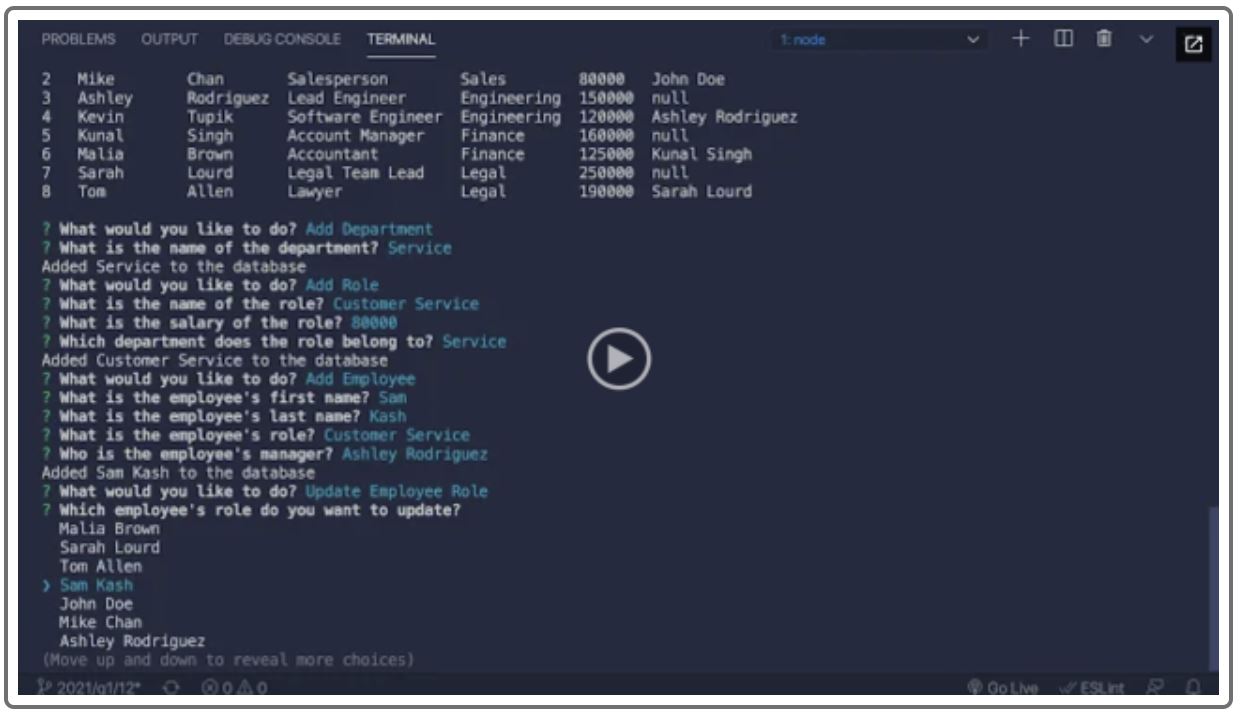 PROBLEMS OUTPUT DEBUG CONSOLE TERMINAL 1: node
2 Mike Chan Salesperson Sales 80000 John Doe
3 Ashley Rodriguez Lead Engineer Engineering 150000 null
4 Kevin Tupik Software Engineer Engineering 120000 Ashley Rodriguez
5 Kunal Singh Account Manager Finance 160000 null
6 Malia Brown Accountant Finance 125000 Kunal Singh
7 Sarah Lourd Legal Team Lead Legal 250000 null
8 Tom Allen Lawyer Legal 190000 Sarah Lourd
? What would you like to do? Add Department
? What is the name of the department? Service
Added Service to the database
? What would you like to do? Add Role
? What is the name of the role? Customer Service
? What is the salary of the role? 80000
? Which department does the role belong to? Service
Added Customer Service to the database
? What would you like to do? Add Employee
? What is the employee's first name? Sam
? What is the employee's last name? Kash
? What is the employee's role? Customer Service
? Who is the employee's manager? Ashley Rodriguez
Added Sam Kash to the database
? What would you like to do? Update Employee Role
? Which employee's role do you want to update?
Malia Brown
Sarah Lourd
Tom Allen
❯ Sam Kash
John Doe
Mike Chan
Ashley Rodriguez
(Move up and down to reveal more choices)
2021/q1/12* 0 0 Go Live ESLint